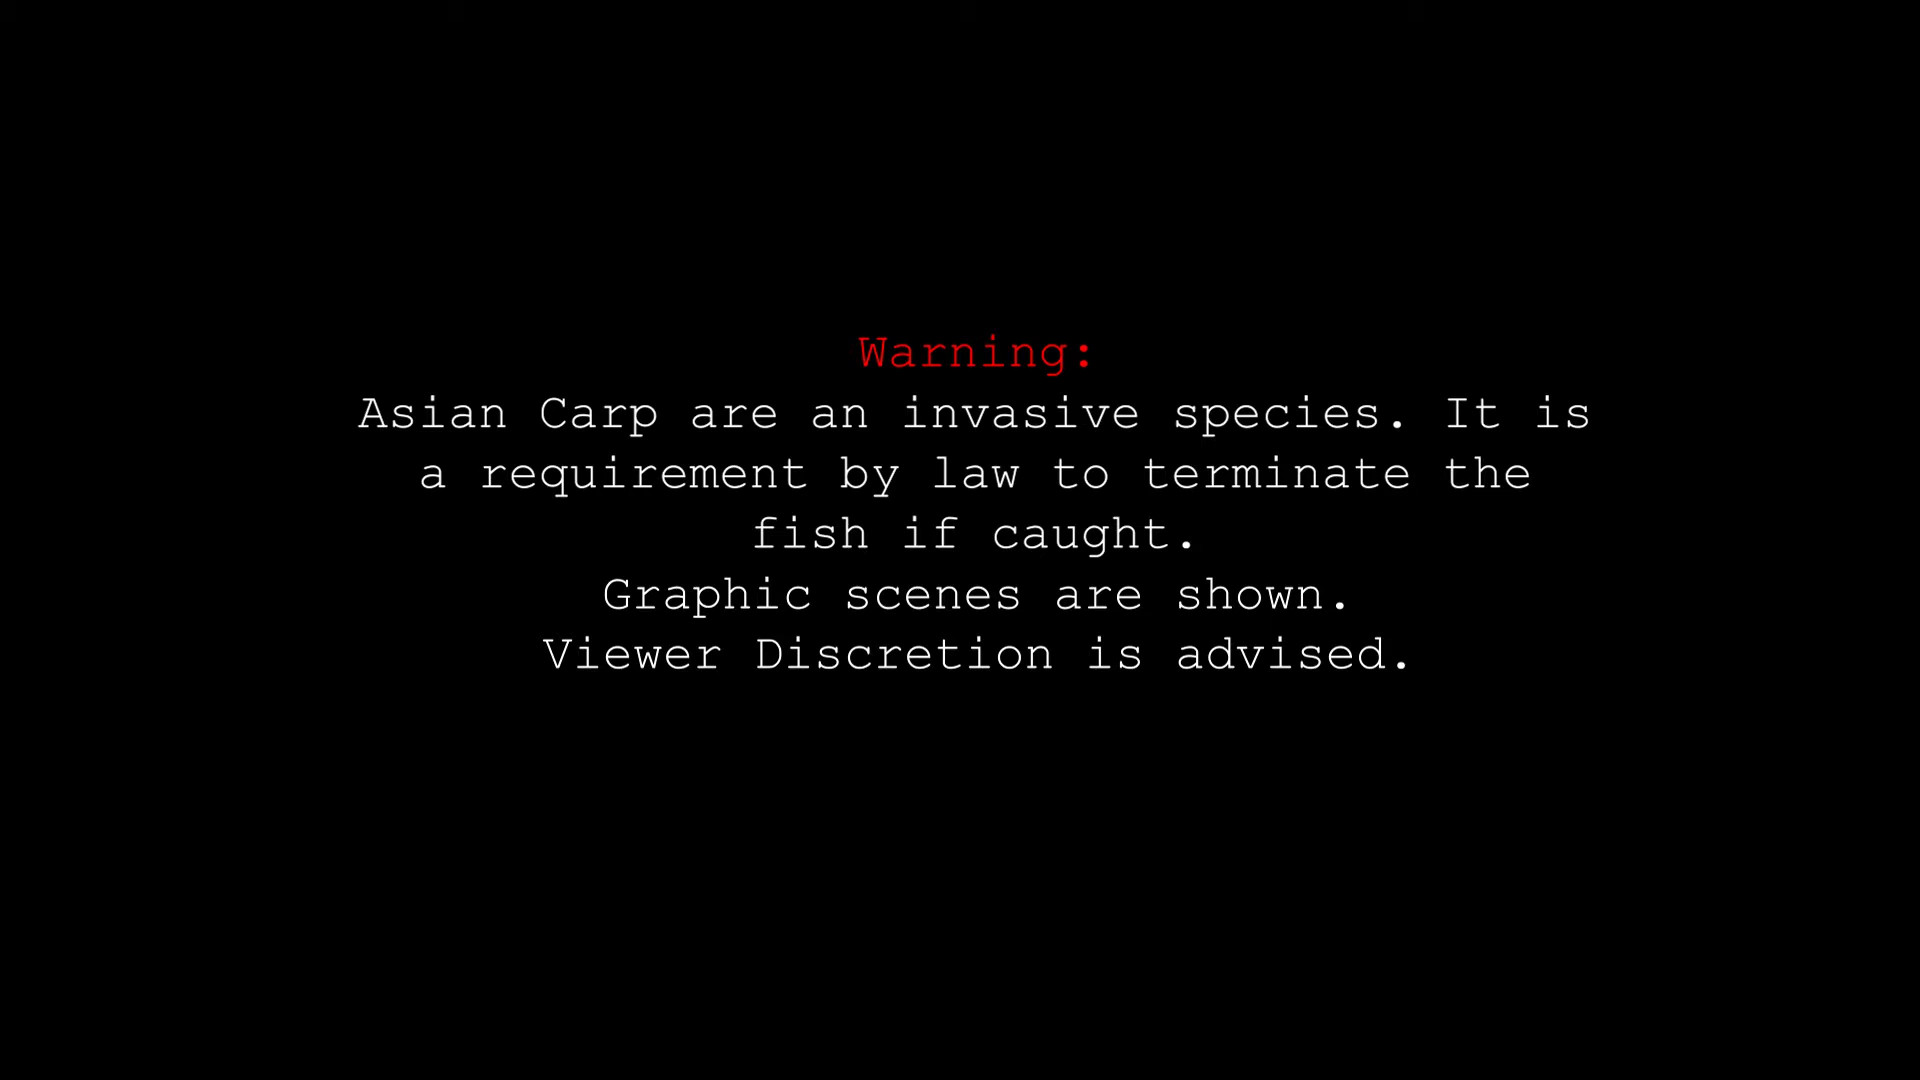 Warning:
Asian Carp are an invasive species. It is
a requirement by law to terminate the
fish if caught.
Graphic scenes are shown.
Viewer Discretion is advised.